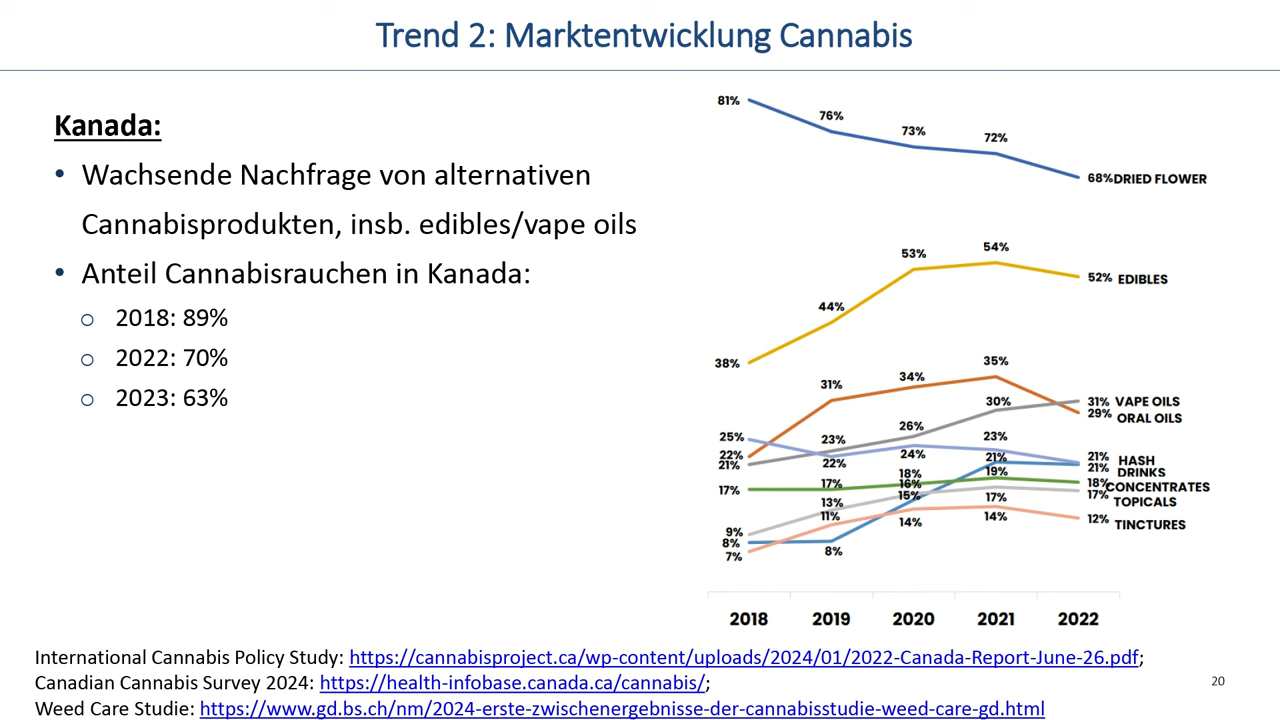 Trend 2: Marktentwicklung Cannabis
Kanada:
• Wachsende Nachfrage von alternativen
Cannabisprodukten, insb. edibles/vape oils
• Anteil Cannabisrauchen in Kanada:
o 2018: 89%
o 2022: 70%
o 2023: 63%
81%
76%
73%
72%
68% DRIED FLOWER
38%
44%
53%
54%
52% EDIBLES
22%
31%
34%
35%
29% ORAL OILS
21%
23%
26%
30%
31% VAPE OILS
25%
22%
24%
23%
21% HASH
8%
8%
15%
21%
21% DRINKS
17%
17%
18%
19%
18% CONCENTRATES
9%
13%
16%
17%
17% TOPICALS
7%
11%
14%
14%
12% TINCTURES
2018 2019 2020 2021 2022
International Cannabis Policy Study: https://cannabisproject.ca/wp-content/uploads/2024/01/2022-Canada-Report-June-26.pdf;
Canadian Cannabis Survey 2024: https://health-infobase.canada.ca/cannabis/;
Weed Care Studie: https://www.gd.bs.ch/nm/2024-erste-zwischenergebnisse-der-cannabisstudie-weed-care-gd.html
20